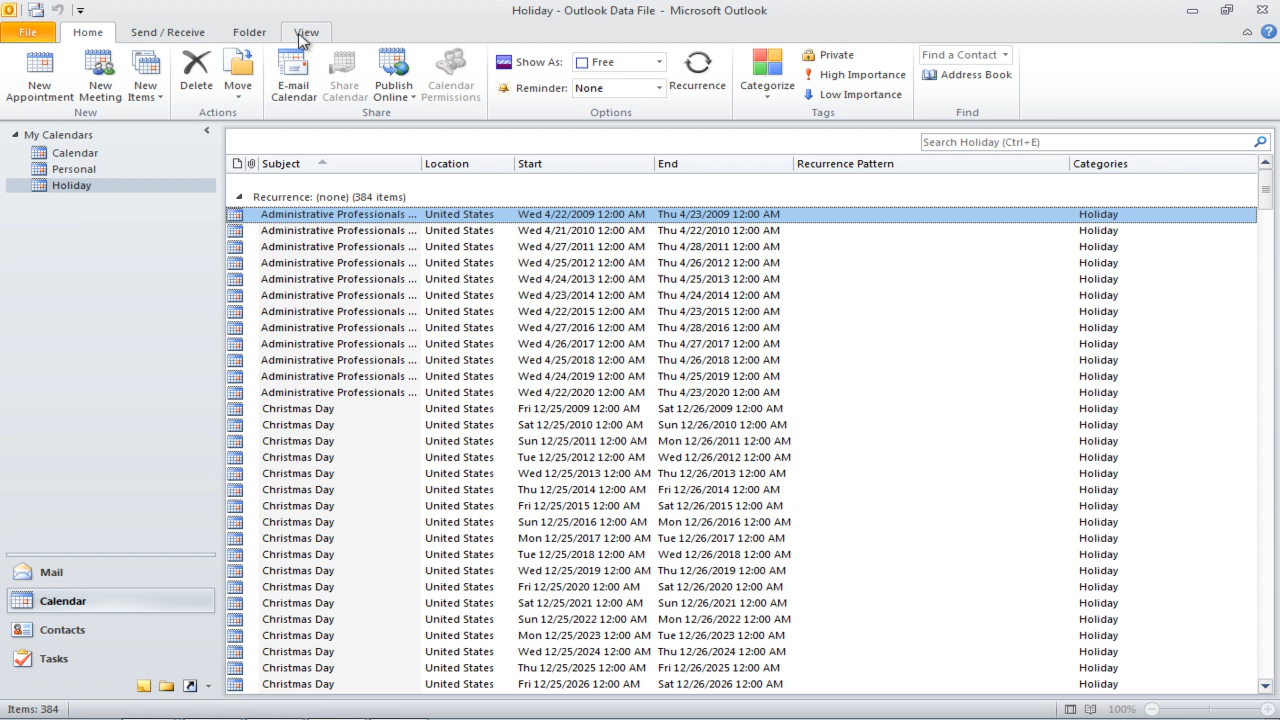 Holiday - Outlook Data File - Microsoft Outlook
File Home Send / Receive Folder View
New Appointment New Meeting New Items Delete Move E-mail Calendar Share Calendar Publish Online Calendar Permissions Show As: Free Recurrence Categorize Private Find a Contact
Reminder: None High Importance Address Book
Low Importance
New Actions Share Options Tags Find
My Calendars
Calendar
Personal
Holiday
Search Holiday (Ctrl+E)
Subject Location Start End Recurrence Pattern Categories
Recurrence: (none) (384 items)
Administrative Professionals ... United States Wed 4/22/2009 12:00 AM Thu 4/23/2009 12:00 AM Holiday
Administrative Professionals ... United States Wed 4/21/2010 12:00 AM Thu 4/22/2010 12:00 AM Holiday
Administrative Professionals ... United States Wed 4/27/2011 12:00 AM Thu 4/28/2011 12:00 AM Holiday
Administrative Professionals ... United States Wed 4/25/2012 12:00 AM Thu 4/26/2012 12:00 AM Holiday
Administrative Professionals ... United States Wed 4/24/2013 12:00 AM Thu 4/25/2013 12:00 AM Holiday
Administrative Professionals ... United States Wed 4/23/2014 12:00 AM Thu 4/24/2014 12:00 AM Holiday
Administrative Professionals ... United States Wed 4/22/2015 12:00 AM Thu 4/23/2015 12:00 AM Holiday
Administrative Professionals ... United States Wed 4/27/2016 12:00 AM Thu 4/28/2016 12:00 AM Holiday
Administrative Professionals ... United States Wed 4/26/2017 12:00 AM Thu 4/27/2017 12:00 AM Holiday
Administrative Professionals ... United States Wed 4/25/2018 12:00 AM Thu 4/26/2018 12:00 AM Holiday
Administrative Professionals ... United States Wed 4/24/2019 12:00 AM Thu 4/25/2019 12:00 AM Holiday
Administrative Professionals ... United States Wed 4/22/2020 12:00 AM Thu 4/23/2020 12:00 AM Holiday
Christmas Day United States Fri 12/25/2009 12:00 AM Sat 12/26/2009 12:00 AM Holiday
Christmas Day United States Sat 12/25/2010 12:00 AM Sun 12/26/2010 12:00 AM Holiday
Christmas Day United States Sun 12/25/2011 12:00 AM Mon 12/26/2011 12:00 AM Holiday
Christmas Day United States Tue 12/25/2012 12:00 AM Wed 12/26/2012 12:00 AM Holiday
Christmas Day United States Wed 12/25/2013 12:00 AM Thu 12/26/2013 12:00 AM Holiday
Christmas Day United States Thu 12/25/2014 12:00 AM Fri 12/26/2014 12:00 AM Holiday
Christmas Day United States Fri 12/25/2015 12:00 AM Sat 12/26/2015 12:00 AM Holiday
Christmas Day United States Sun 12/25/2016 12:00 AM Mon 12/26/2016 12:00 AM Holiday
Christmas Day United States Mon 12/25/2017 12:00 AM Tue 12/26/2017 12:00 AM Holiday
Christmas Day United States Tue 12/25/2018 12:00 AM Wed 12/26/2018 12:00 AM Holiday
Christmas Day United States Wed 12/25/2019 12:00 AM Thu 12/26/2019 12:00 AM Holiday
Christmas Day United States Fri 12/25/2020 12:00 AM Sat 12/26/2020 12:00 AM Holiday
Christmas Day United States Sat 12/25/2021 12:00 AM Sun 12/26/2021 12:00 AM Holiday
Christmas Day United States Sun 12/25/2022 12:00 AM Mon 12/26/2022 12:00 AM Holiday
Christmas Day United States Mon 12/25/2023 12:00 AM Tue 12/26/2023 12:00 AM Holiday
Christmas Day United States Wed 12/25/2024 12:00 AM Thu 12/26/2024 12:00 AM Holiday
Christmas Day United States Thu 12/25/2025 12:00 AM Fri 12/26/2025 12:00 AM Holiday
Christmas Day United States Fri 12/25/2026 12:00 AM Sat 12/26/2026 12:00 AM Holiday
Mail
Calendar
Contacts
Tasks
Items: 384 100%